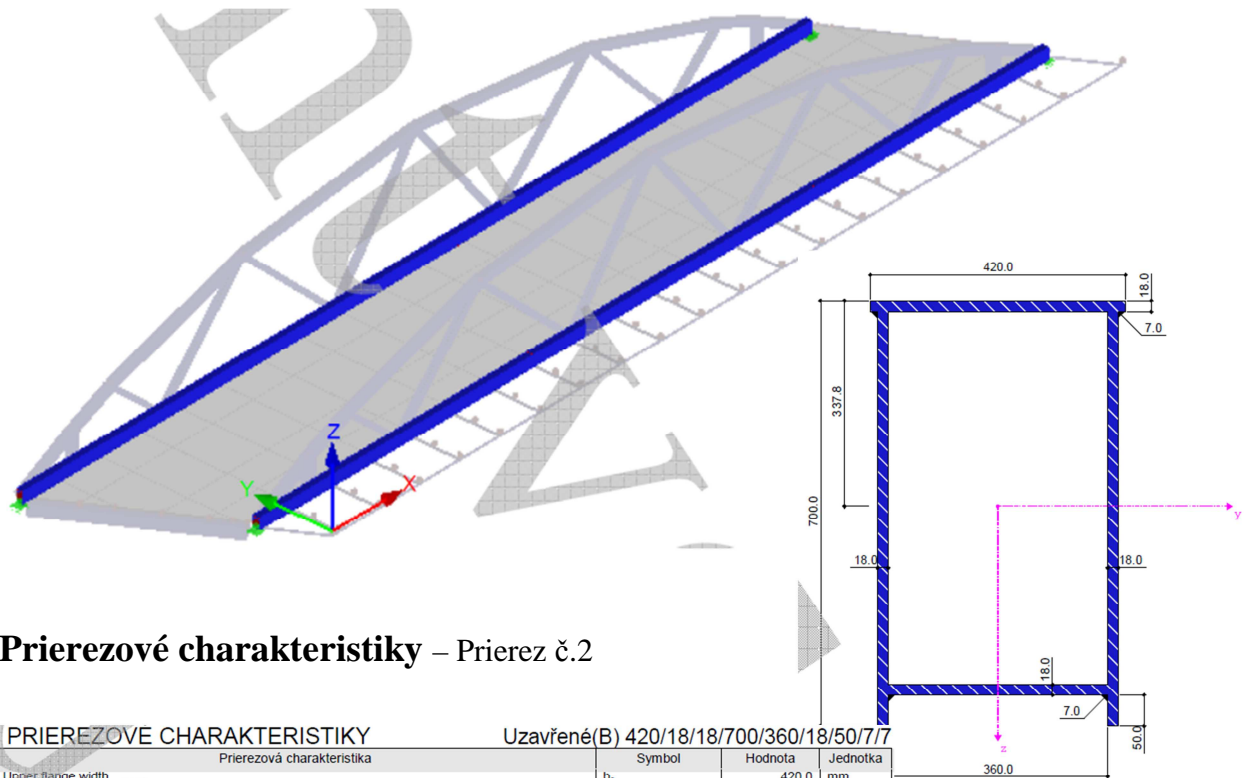 Z
Y
X
420.0
18.0
7.0
337.8
700.0
y
18.0
18.0
18.0
7.0
50.0
z
360.0
Prierezové charakteristiky – Prierez č.2
PRIEREZOVÉ CHARAKTERISTIKY Uzavřené(B) 420/18/18/700/360/18/50/7/7
Prierezová charakteristika Symbol Hodnota Jednotka
Upper flange width 420.0 mm